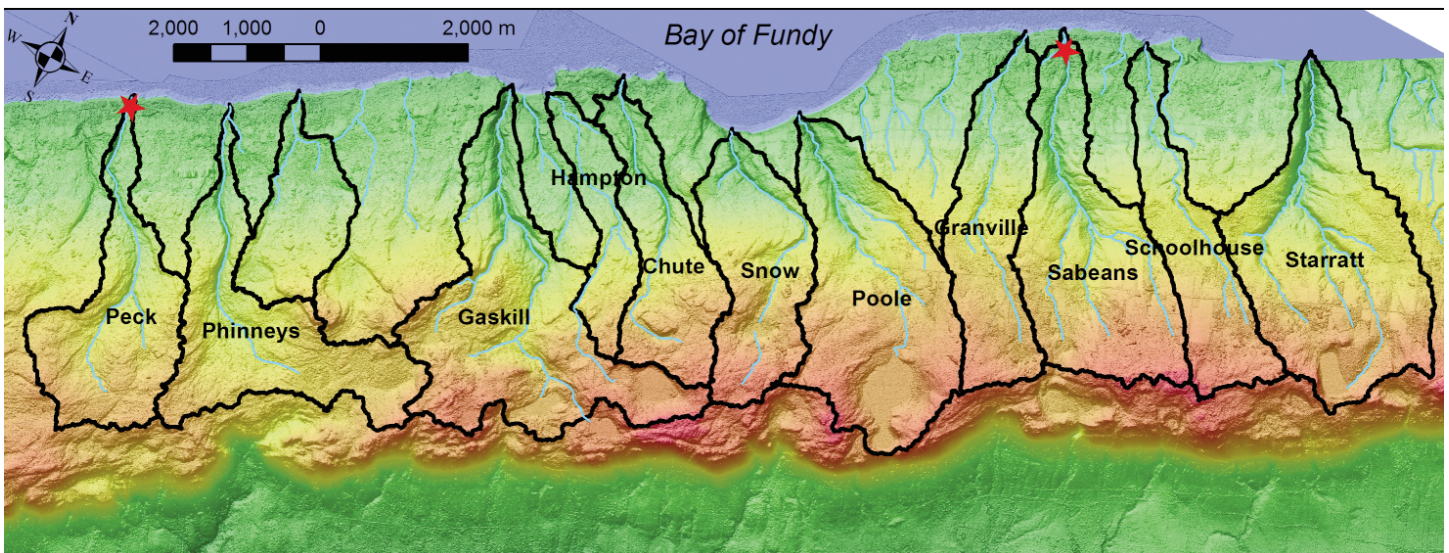 N
W
E
S
2,000 1,000 0 2,000 m
Bay of Fundy
Hampton
Granville
Schoolhouse
Chute
Snow
Sabeans
Starratt
Poole
Peck
Phinneys
Gaskill